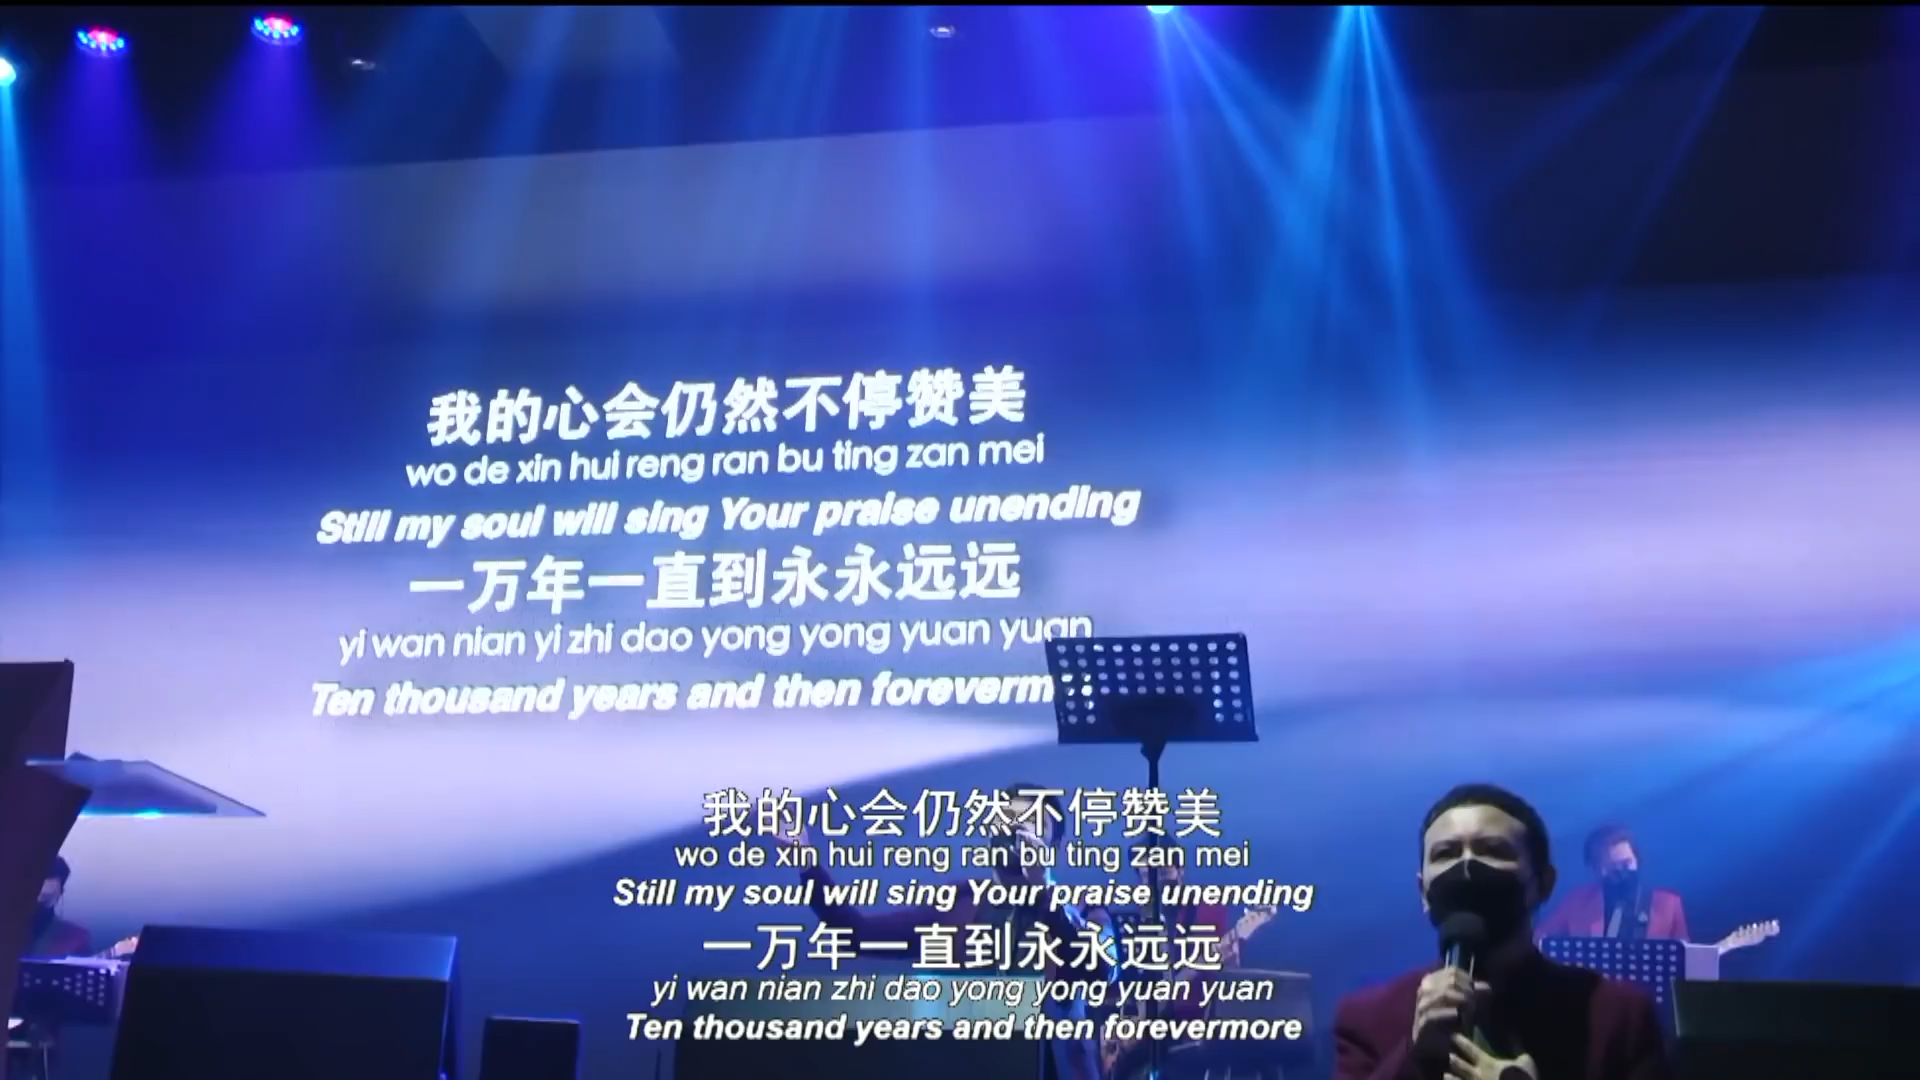 我的心会仍然不停赞美
wo de xin hui reng ran bu ting zan mei
Still my soul will sing Your praise unending
一万年一直到永永远远
yi wan nian yi zhi dao yong yong yuan yuan
Ten thousand years and then foreverm
我的心会仍然不停赞美
wo de xin hui reng ran bu ting zan mei
Still my soul will sing Your praise unending
一万年一直到永永远远
yi wan nian zhi dao yong yong yuan yuan
Ten thousand years and then forevermore